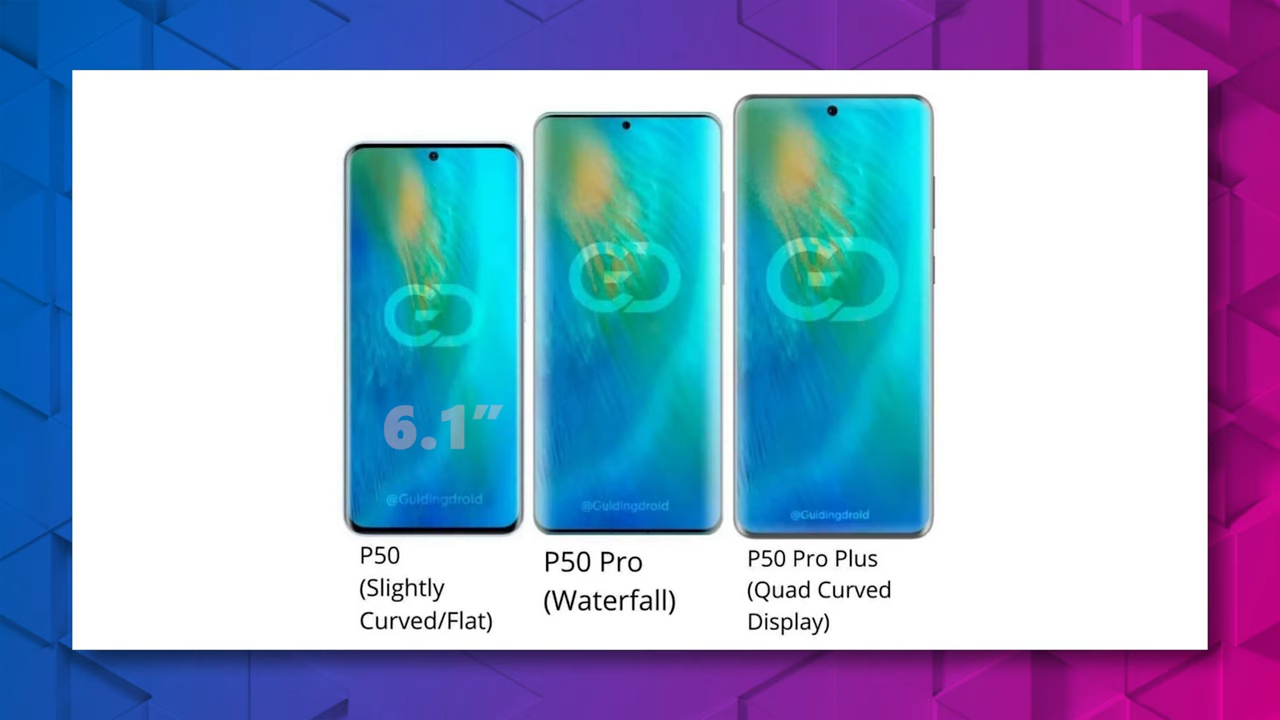 6.1”
@Guidingdroid
@Guidingdroid
@Guidingdroid
P50
(Slightly
Curved/Flat)
P50 Pro
(Waterfall)
P50 Pro Plus
(Quad Curved
Display)